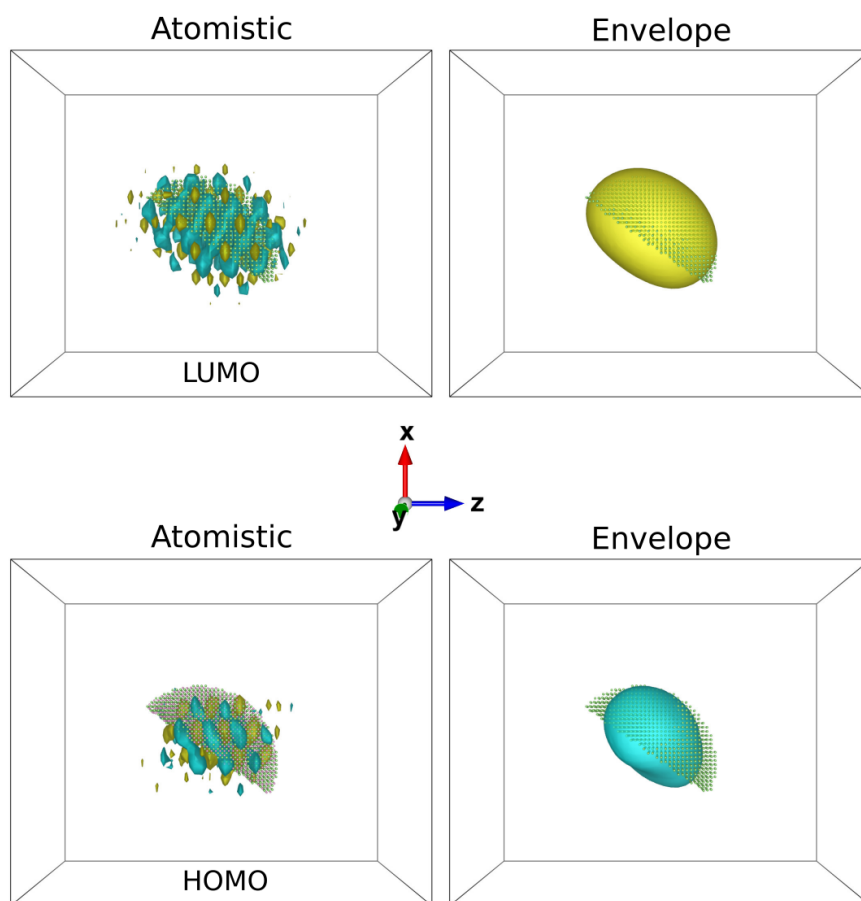 Atomistic
Envelope
LUMO
x
y
z
Atomistic
Envelope
HOMO